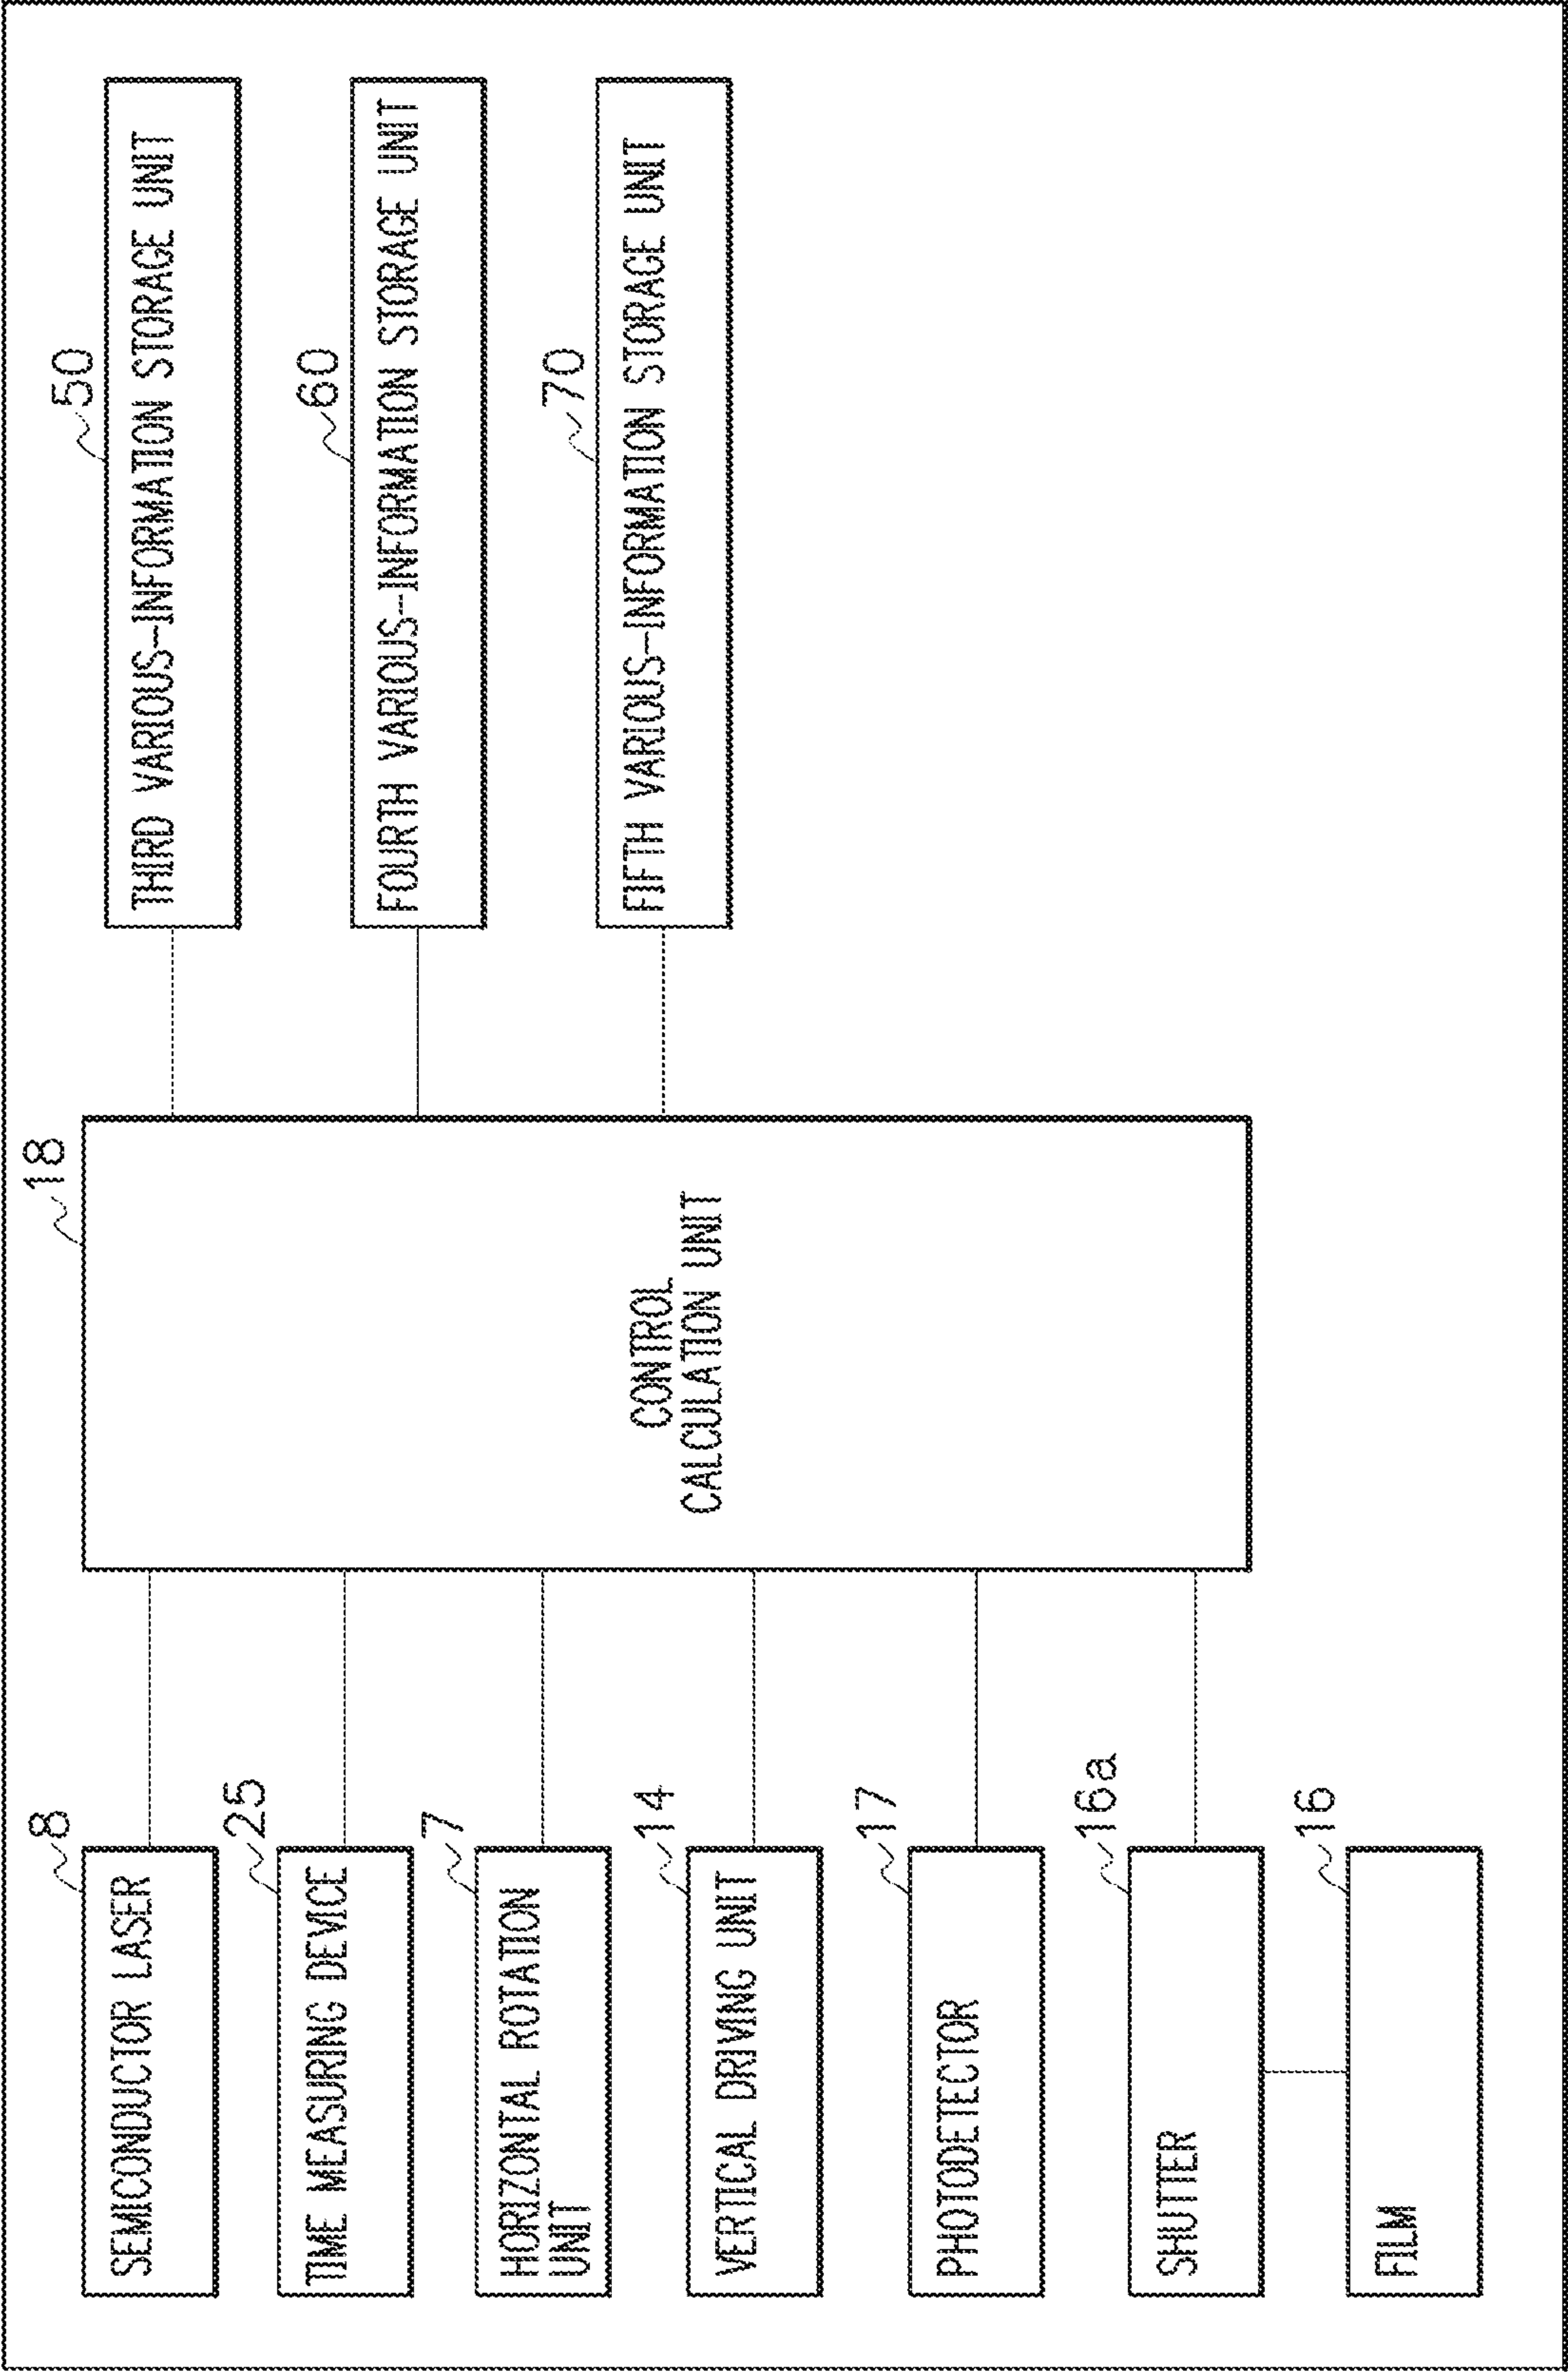 8
SEMICONDUCTOR LASER
25
TIME MEASURING DEVICE
7
HORIZONTAL ROTATION
UNIT
14
VERTICAL DRIVING UNIT
17
PHOTODETECTOR
16a
SHUTTER
16
FILM
18
CONTROL
CALCULATION UNIT
50
THIRD VARIOUS-INFORMATION STORAGE UNIT
60
FOURTH VARIOUS-INFORMATION STORAGE UNIT
70
FIFTH VARIOUS-INFORMATION STORAGE UNIT